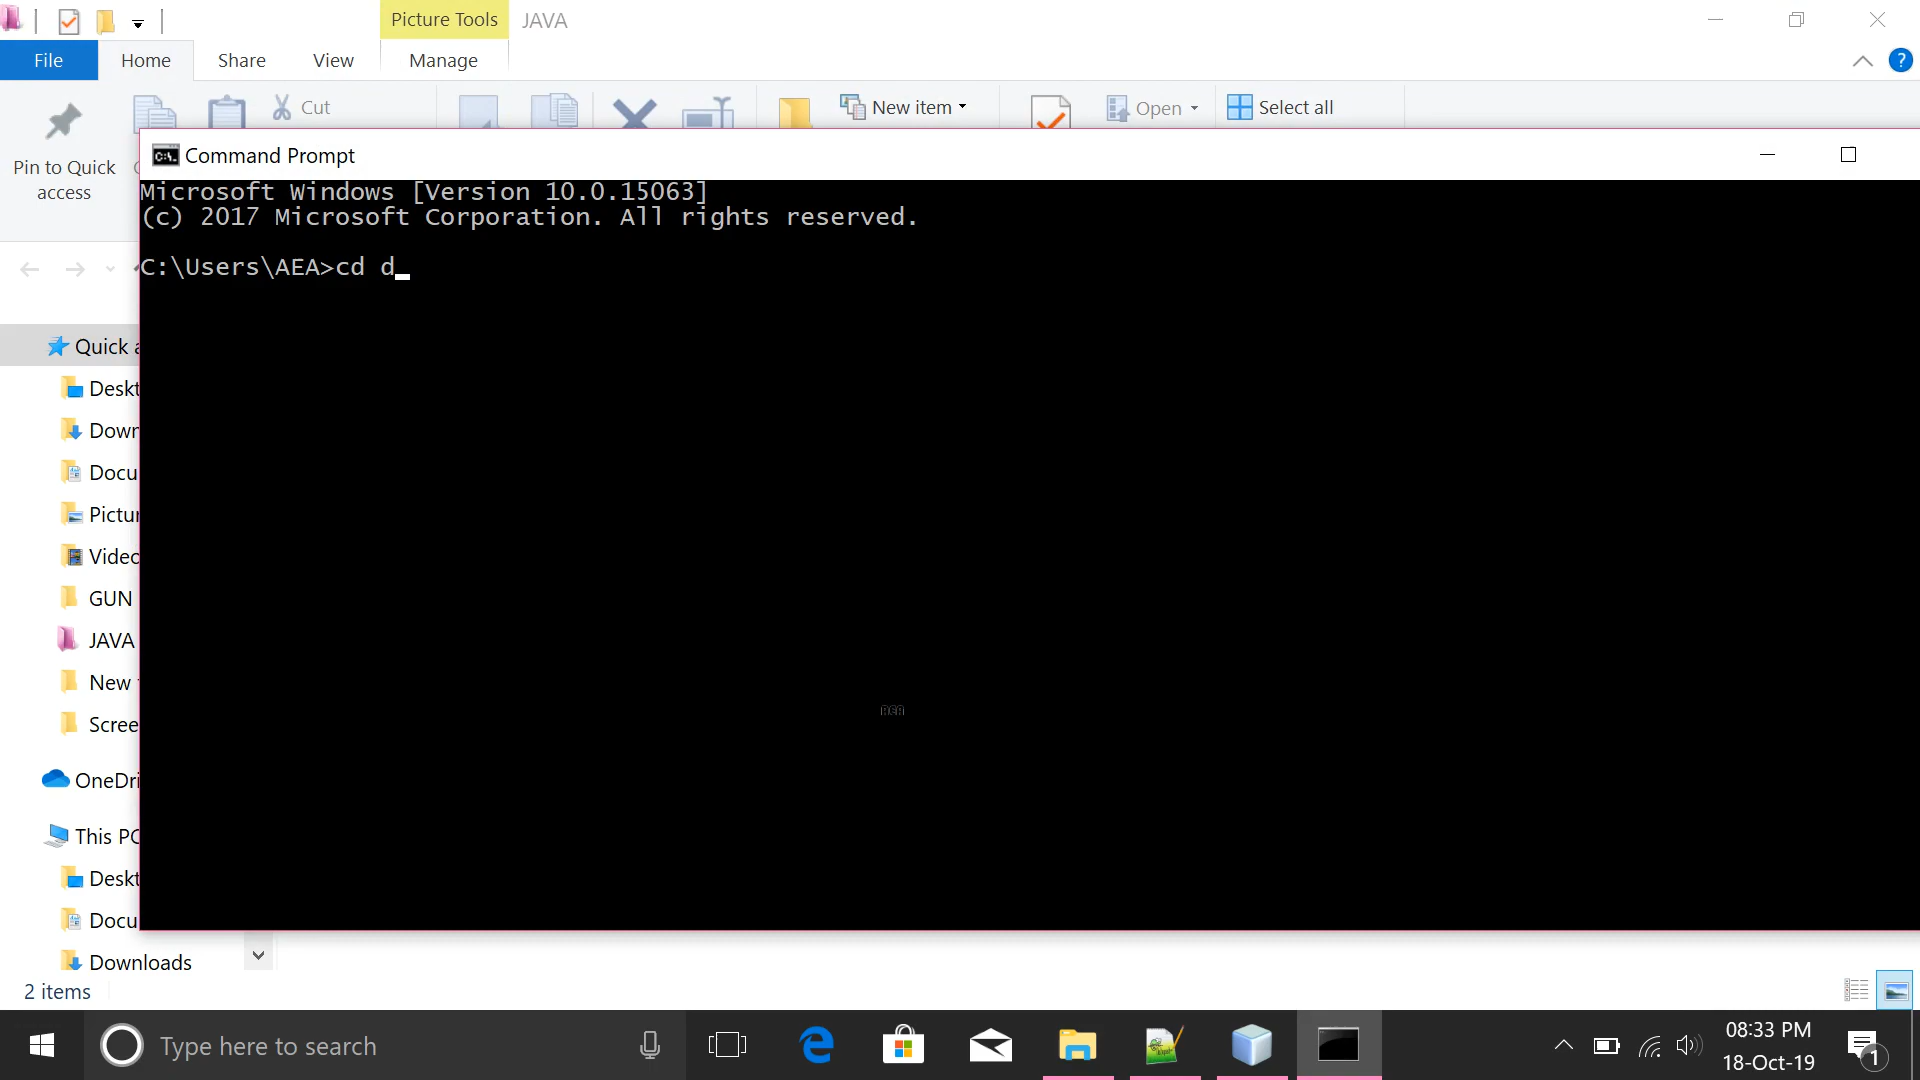 Picture Tools
JAVA
File
Home
Share
View
Manage
Cut
New item
Open
Select all
Pin to Quick
access
Command Prompt
Microsoft Windows [Version 10.0.15063]
(c) 2017 Microsoft Corporation. All rights reserved.
C:\Users\AEA>cd d
Quick a
Deskt
Down
Docu
Pictur
Video
GUN
JAVA
New
Scree
AEA
OneDri
This PC
Deskt
Docu
Downloads
2 items
Type here to search
08:33 PM
18-Oct-19
1